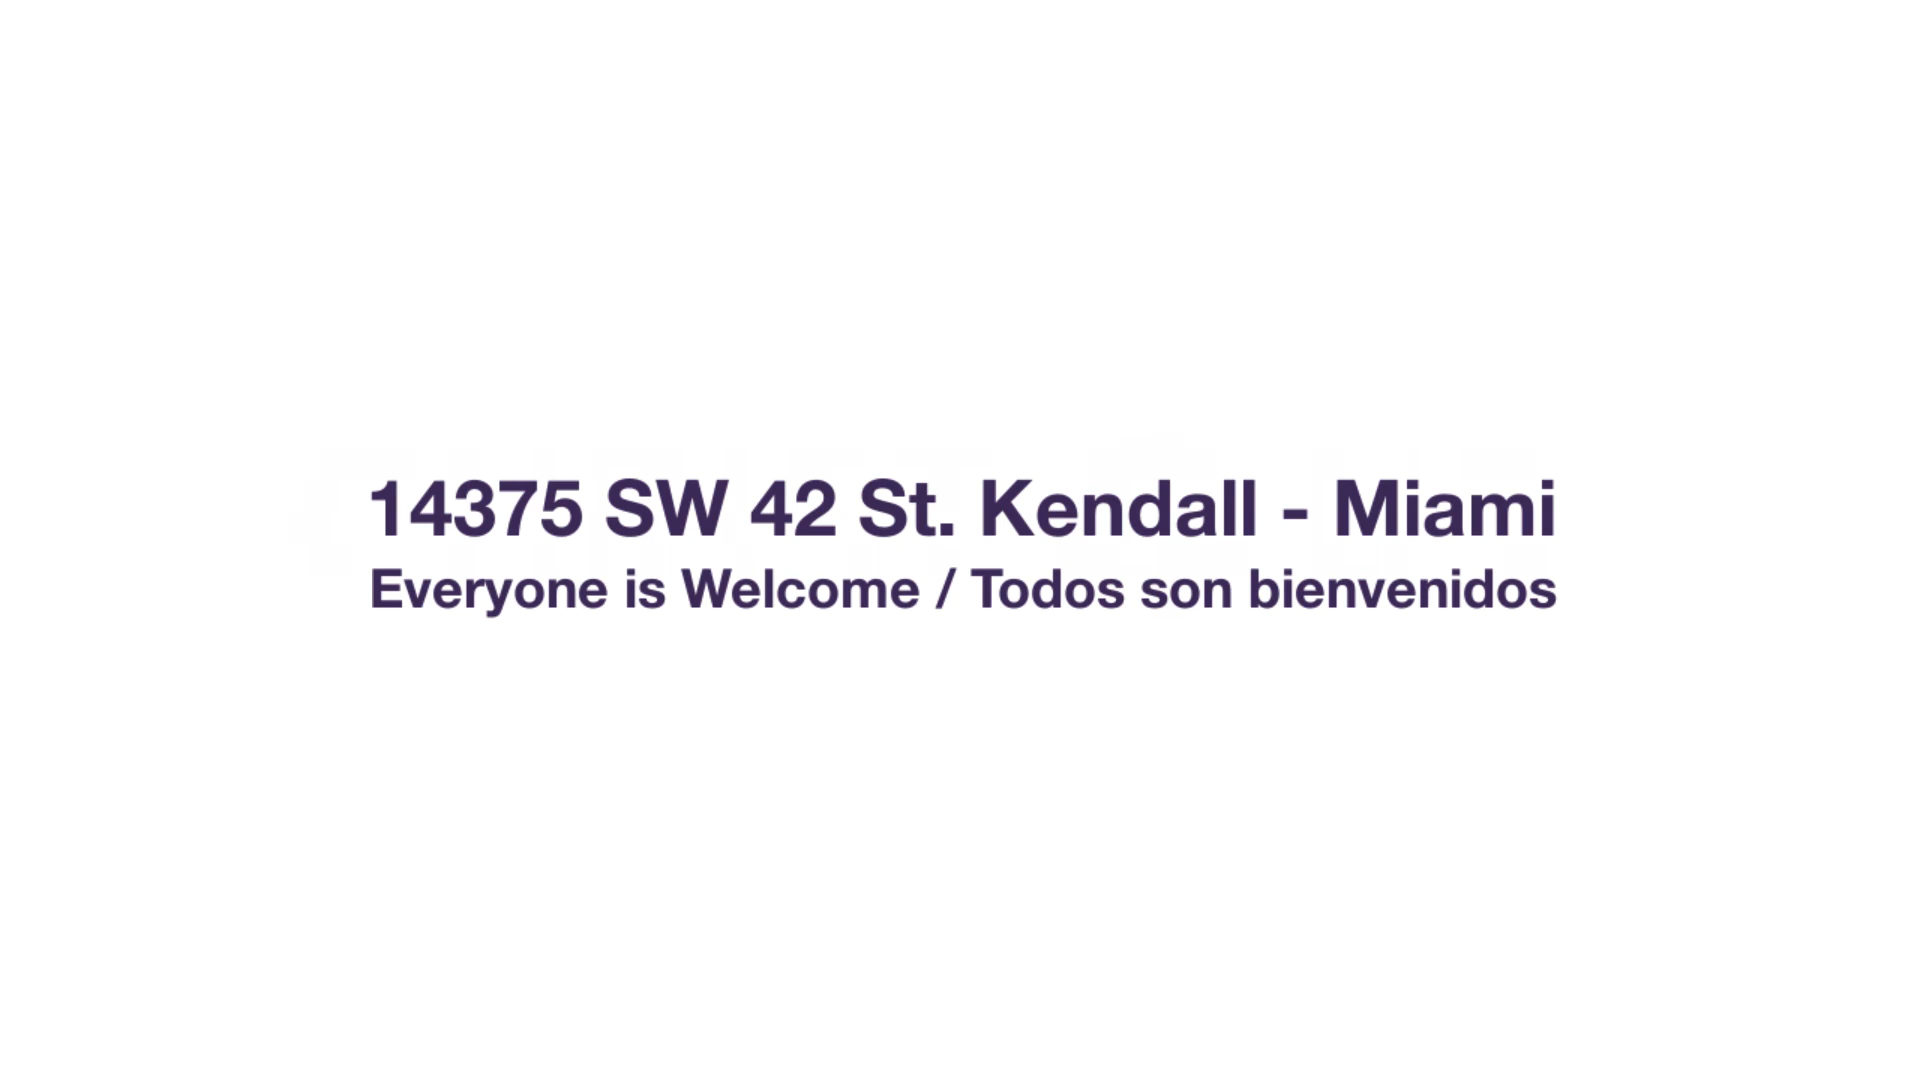 14375 SW 42 St. Kendall - Miami
Everyone is Welcome / Todos son bienvenidos